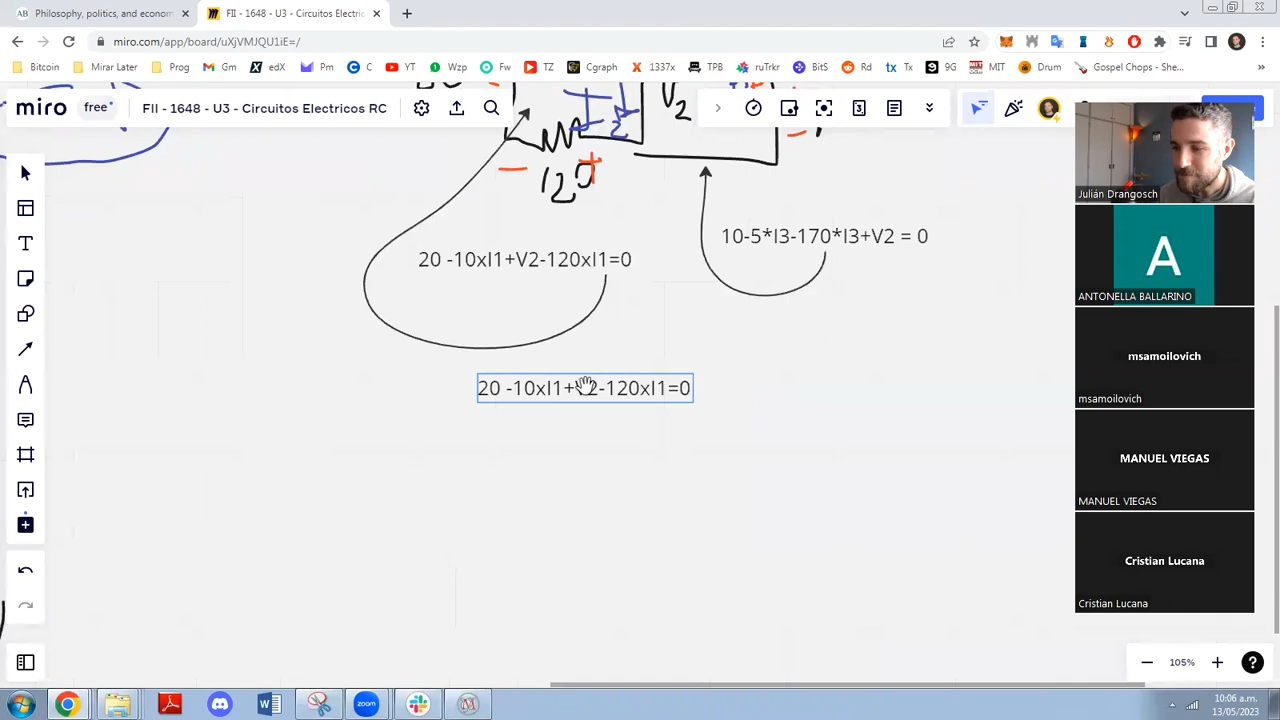 Philosophy, politics, and econom
FII - 1648 - U3 - Circuitos Electric
miro.com/app/board/uXjVMJQU1iE=/
Bitcoin
Mirar Later
Prog
Gm
edX
Pm
C
YT
Wzp
Fw
TZ
Cgraph
1337x
TPB
BitS
ruTrkr
Rd
Tx
9G
MIT
Drum
Gospel Chops - She...
miro
free
FII - 1648 - U3 - Circuitos Electricos RC
V2
120
10-5*I3-170*I3+V2 = 0
20 -10xI1+V2-120xI1=0
20 -10xI1+V2-120xI1=0
Julián Drangosch
A
ANTONELLA BALLARINO
msamoilovich
msamoilovich
MANUEL VIEGAS
MANUEL VIEGAS
Cristian Lucana
Cristian Lucana
105%
10:06 a.m.
13/05/2023